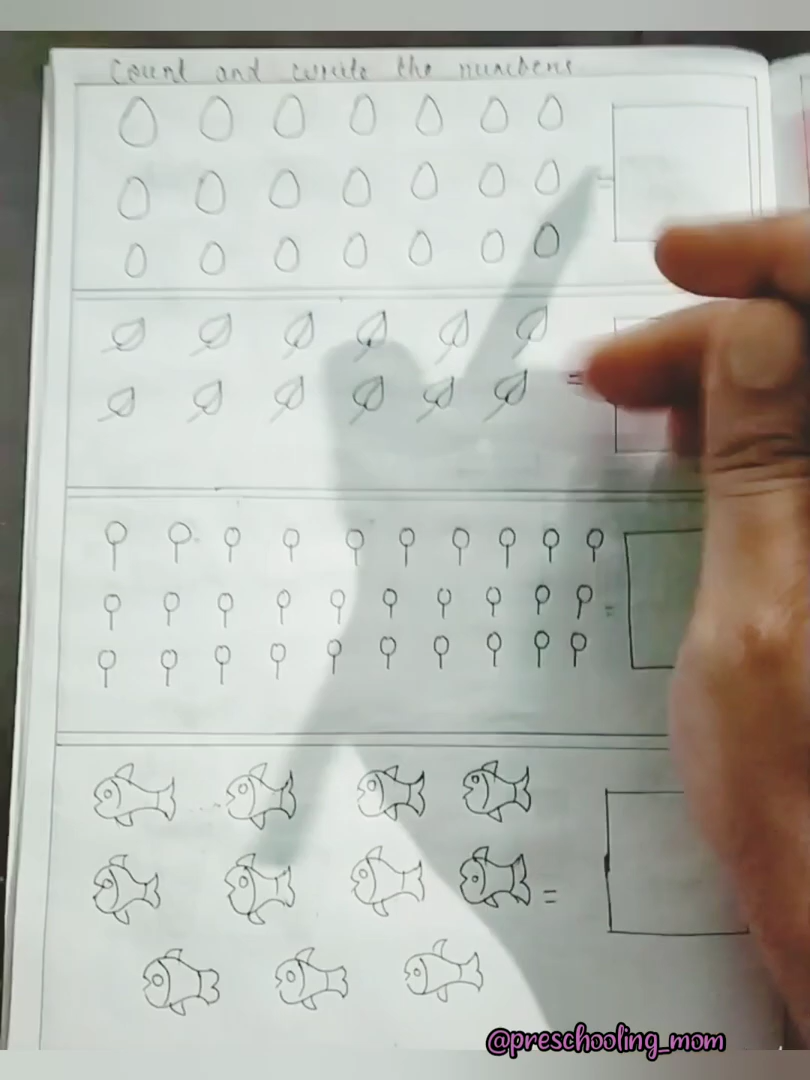 Count and write the numbers
=
=
=
=
@preschooling_mom